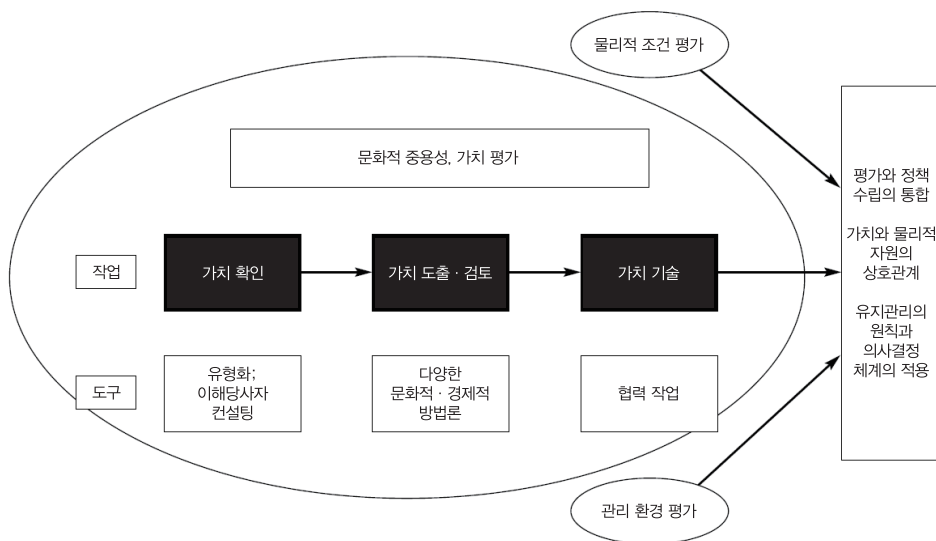 물리적 조건 평가
문화적 중용성, 가치 평가
작업
가치 확인
가치 도출 · 검토
가치 기술
도구
유형화;
이해당사자
컨설팅
다양한
문화적 · 경제적
방법론
협력 작업
관리 환경 평가
평가와 정책
수립의 통합
가치와 물리적
자원의
상호관계
유지관리의
원칙과
의사결정
체계의 적용